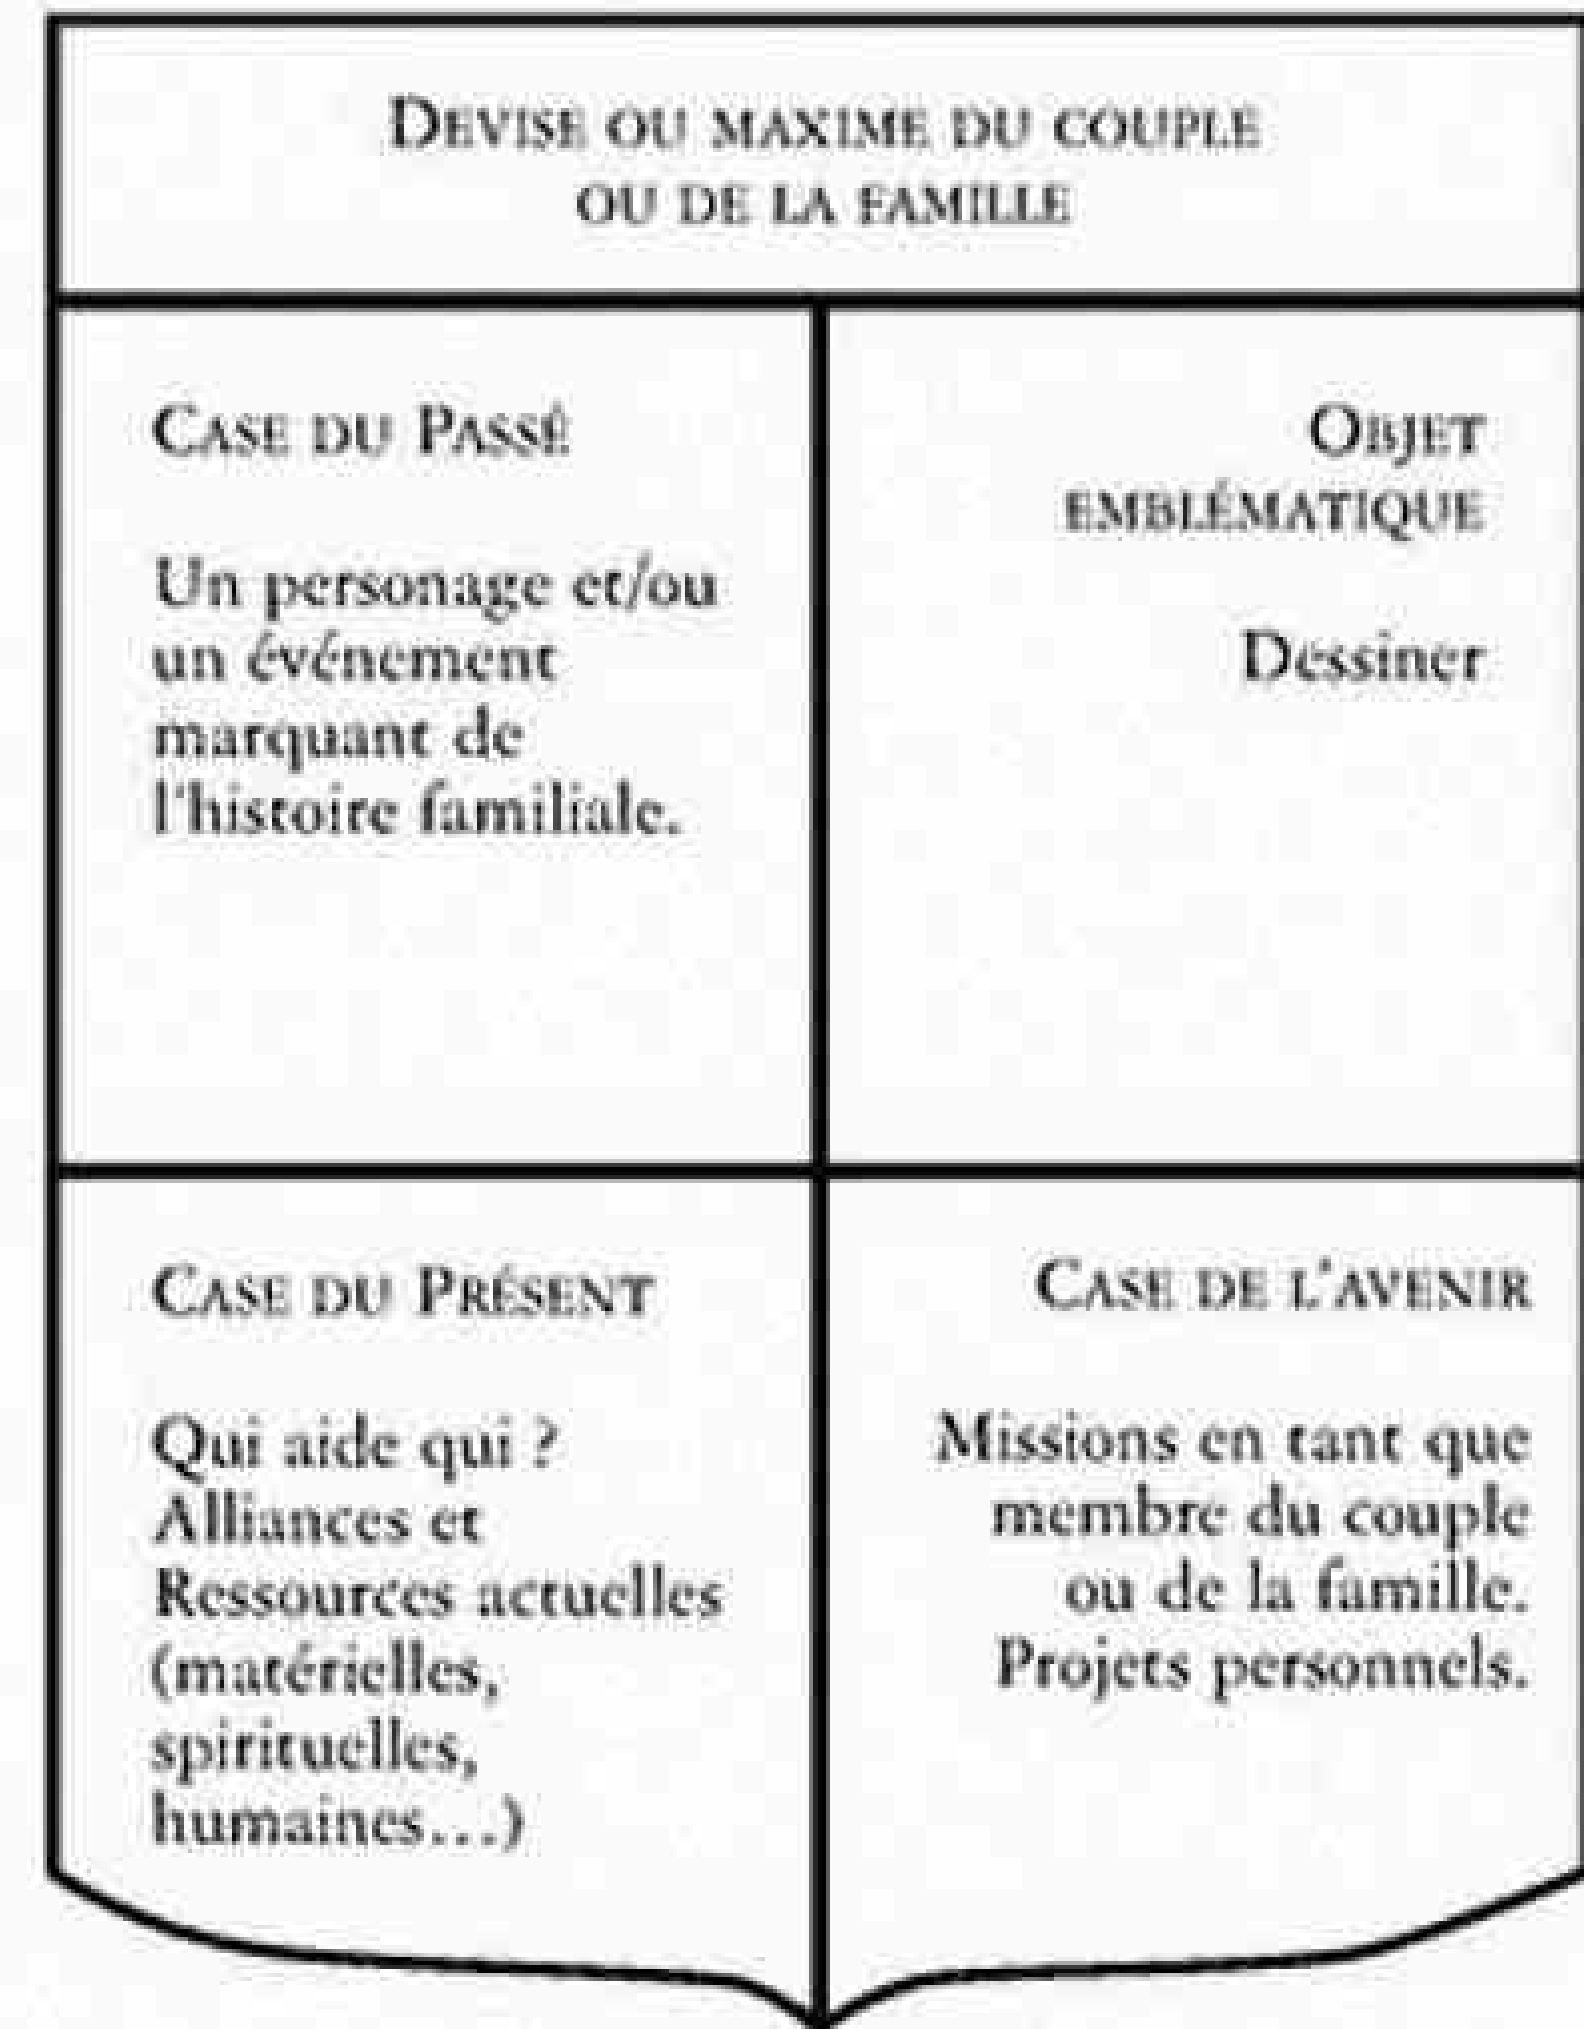 DEVISE OU MAXIME DU COUPLE
OU DE LA FAMILLE
CASE DU PASSÉ
Un personage et/ou
un événement
marquant de
l'histoire familiale.
OBJET
EMBLÉMATIQUE
Dessiner
CASE DU PRÉSENT
Qui aide qui ?
Alliances et
Ressources actuelles
(matérielles,
spirituelles,
humaines...)
CASE DE L'AVENIR
Missions en tant que
membre du couple
ou de la famille.
Projets personnels.